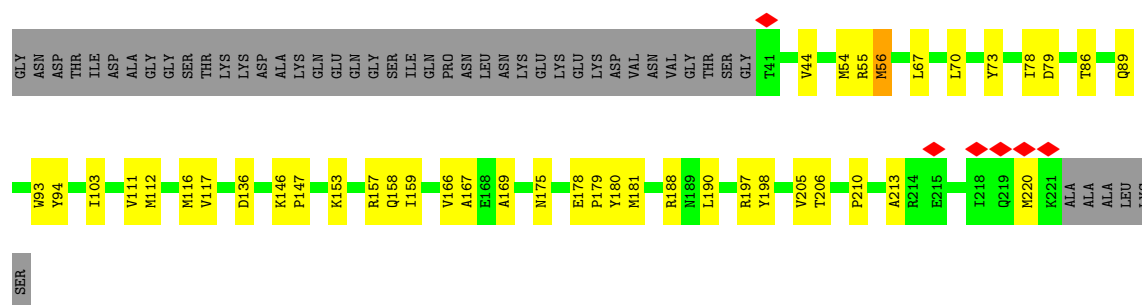 GLY ASN ASP THR ILE ASP ALA GLY GLY SER THR LYS LYS ASP ALA LYS GLN GLU GLN GLY SER ILE GLN PRO ASN LEU ASN LYS GLU LYS GLU LYS ASP VAL ASN VAL GLY THR SER GLY T41 V44 M54 R55 M56 L67 L70 Y73 I78 D79 T86 Q89
W93 Y94 I103 V111 M112 M116 V117 D136 K146 P147 K153 R157 Q158 I159 V166 A167 E168 A169 N175 E178 P179 Y180 M181 R188 N189 L190 R197 Y198 V205 T206 P210 A213 R214 E215 I218 Q219 M220 K221 ALA ALA ALA LEU
SER